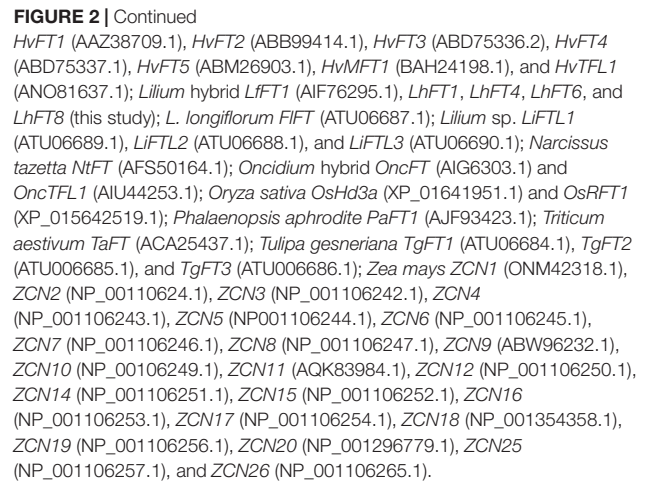 FIGURE 2 | Continued
HvFT1 (AAZ38709.1), HvFT2 (ABB99414.1), HvFT3 (ABD75336.2), HvFT4
(ABD75337.1), HvFT5 (ABM26903.1), HvMFT1 (BAH24198.1), and HvTFL1
(ANO81637.1); Lilium hybrid LfFT1 (AIF76295.1), LhFT1, LhFT4, LhFT6, and
LhFT8 (this study); L. longiflorum FlFT (ATU06687.1); Lilium sp. LiFTL1
(ATU06689.1), LiFTL2 (ATU06688.1), and LiFTL3 (ATU06690.1); Narcissus
tazetta NtFT (AFS50164.1); Oncidium hybrid OncFT (AIG6303.1) and
OncTFL1 (AIU44253.1); Oryza sativa OsHd3a (XP_01641951.1) and OsRFT1
(XP_015642519.1); Phalaenopsis aphrodite PaFT1 (AJF93423.1); Triticum
aestivum TaFT (ACA25437.1); Tulipa gesneriana TgFT1 (ATU06684.1), TgFT2
(ATU006685.1), and TgFT3 (ATU006686.1); Zea mays ZCN1 (ONM42318.1),
ZCN2 (NP_00110624.1), ZCN3 (NP_001106242.1), ZCN4
(NP_001106243.1), ZCN5 (NP001106244.1), ZCN6 (NP_001106245.1),
ZCN7 (NP_001106246.1), ZCN8 (NP_001106247.1), ZCN9 (ABW96232.1),
ZCN10 (NP_00106249.1), ZCN11 (AQK83984.1), ZCN12 (NP_001106250.1),
ZCN14 (NP_001106251.1), ZCN15 (NP_001106252.1), ZCN16
(NP_001106253.1), ZCN17 (NP_001106254.1), ZCN18 (NP_001354358.1),
ZCN19 (NP_001106256.1), ZCN20 (NP_001296779.1), ZCN25
(NP_001106257.1), and ZCN26 (NP_001106265.1).